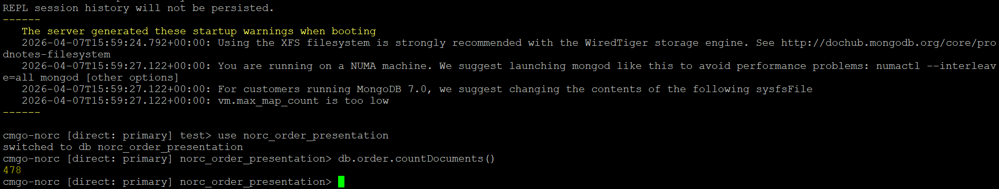 REPL session history will not be persisted.
------
   The server generated these startup warnings when booting
   2026-04-07T15:59:24.792+00:00: Using the XFS filesystem is strongly recommended with the WiredTiger storage engine. See http://dochub.mongodb.org/core/pro
dnotes-filesystem
   2026-04-07T15:59:27.122+00:00: You are running on a NUMA machine. We suggest launching mongod like this to avoid performance problems: numactl --interleav
e=all mongod [other options]
   2026-04-07T15:59:27.122+00:00: For customers running MongoDB 7.0, we suggest changing the contents of the following sysfsFile
   2026-04-07T15:59:27.122+00:00: vm.max_map_count is too low
------
cmgo-norc [direct: primary] test> use norc_order_presentation
switched to db norc_order_presentation
cmgo-norc [direct: primary] norc_order_presentation> db.order.countDocuments()
478
cmgo-norc [direct: primary] norc_order_presentation>